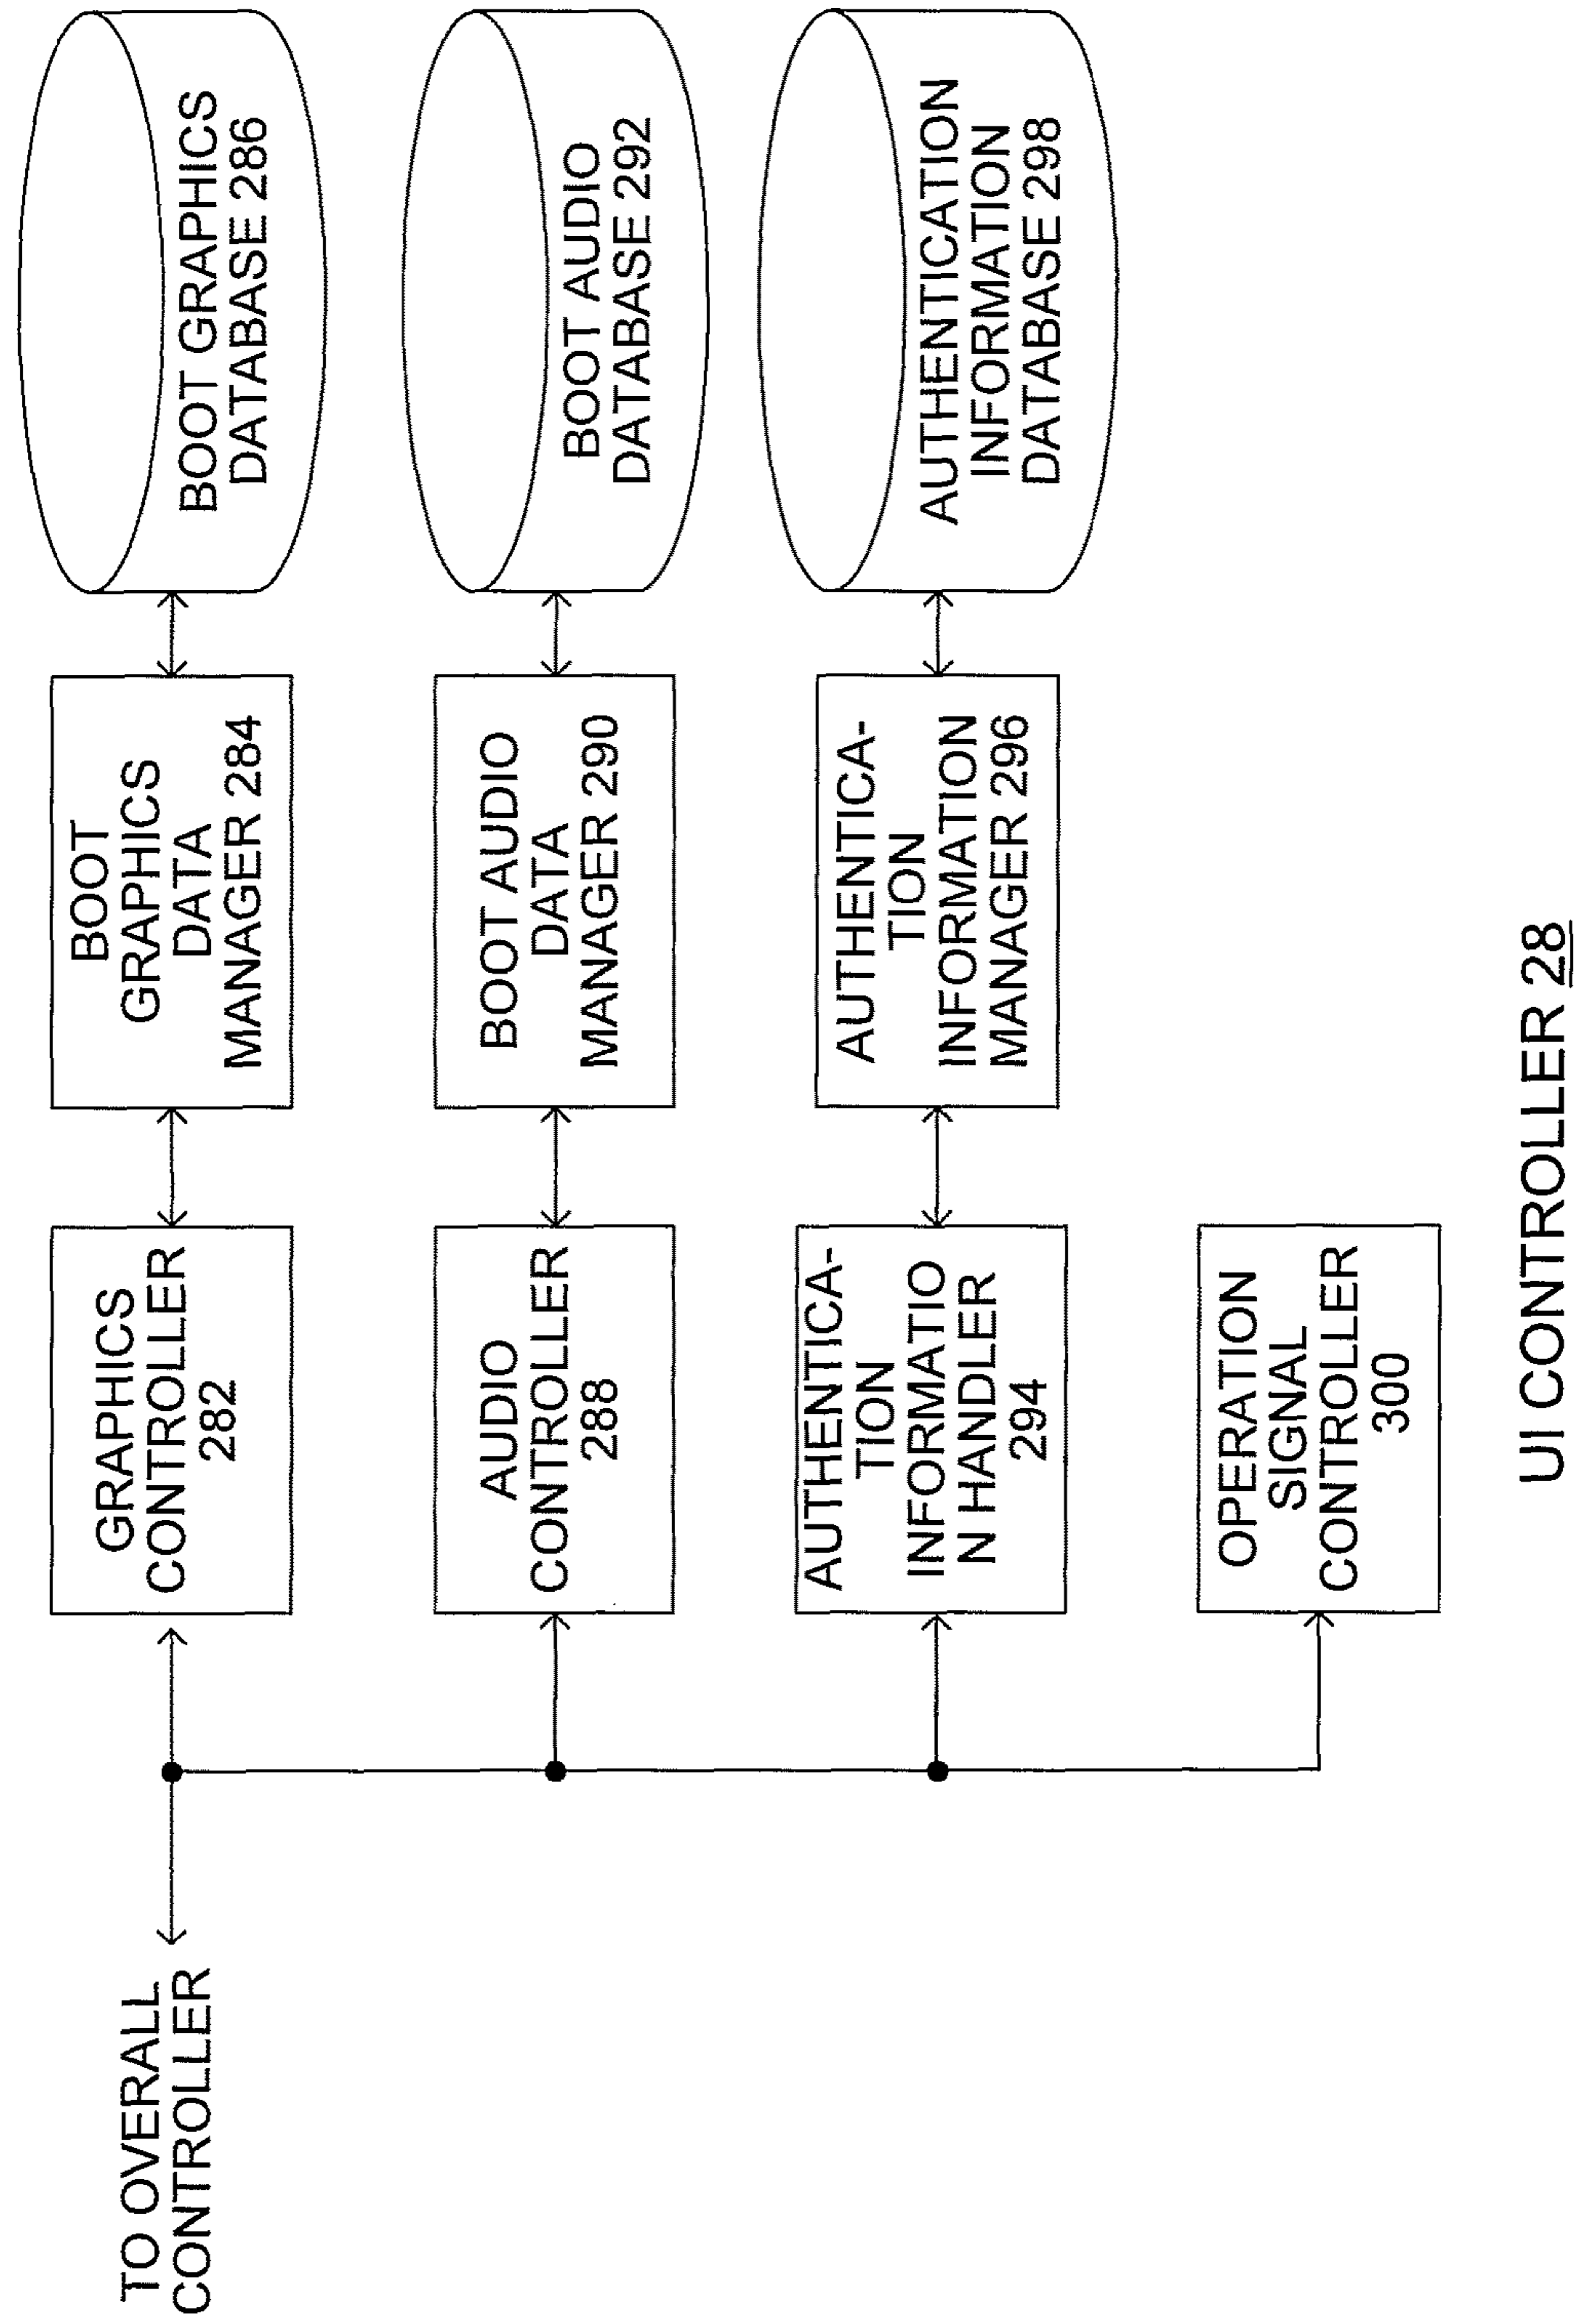 TO OVERALL
CONTROLLER
GRAPHICS
CONTROLLER
282
BOOT
GRAPHICS
DATA
MANAGER 284
BOOT GRAPHICS
DATABASE 286
AUDIO
CONTROLLER
288
BOOT AUDIO
DATA
MANAGER 290
BOOT AUDIO
DATABASE 292
AUTHENTICA-
TION
INFORMATIO
N HANDLER
294
AUTHENTICA-
TION
INFORMATION
MANAGER 296
AUTHENTICATION
INFORMATION
DATABASE 298
OPERATION
SIGNAL
CONTROLLER
300
UI CONTROLLER 28